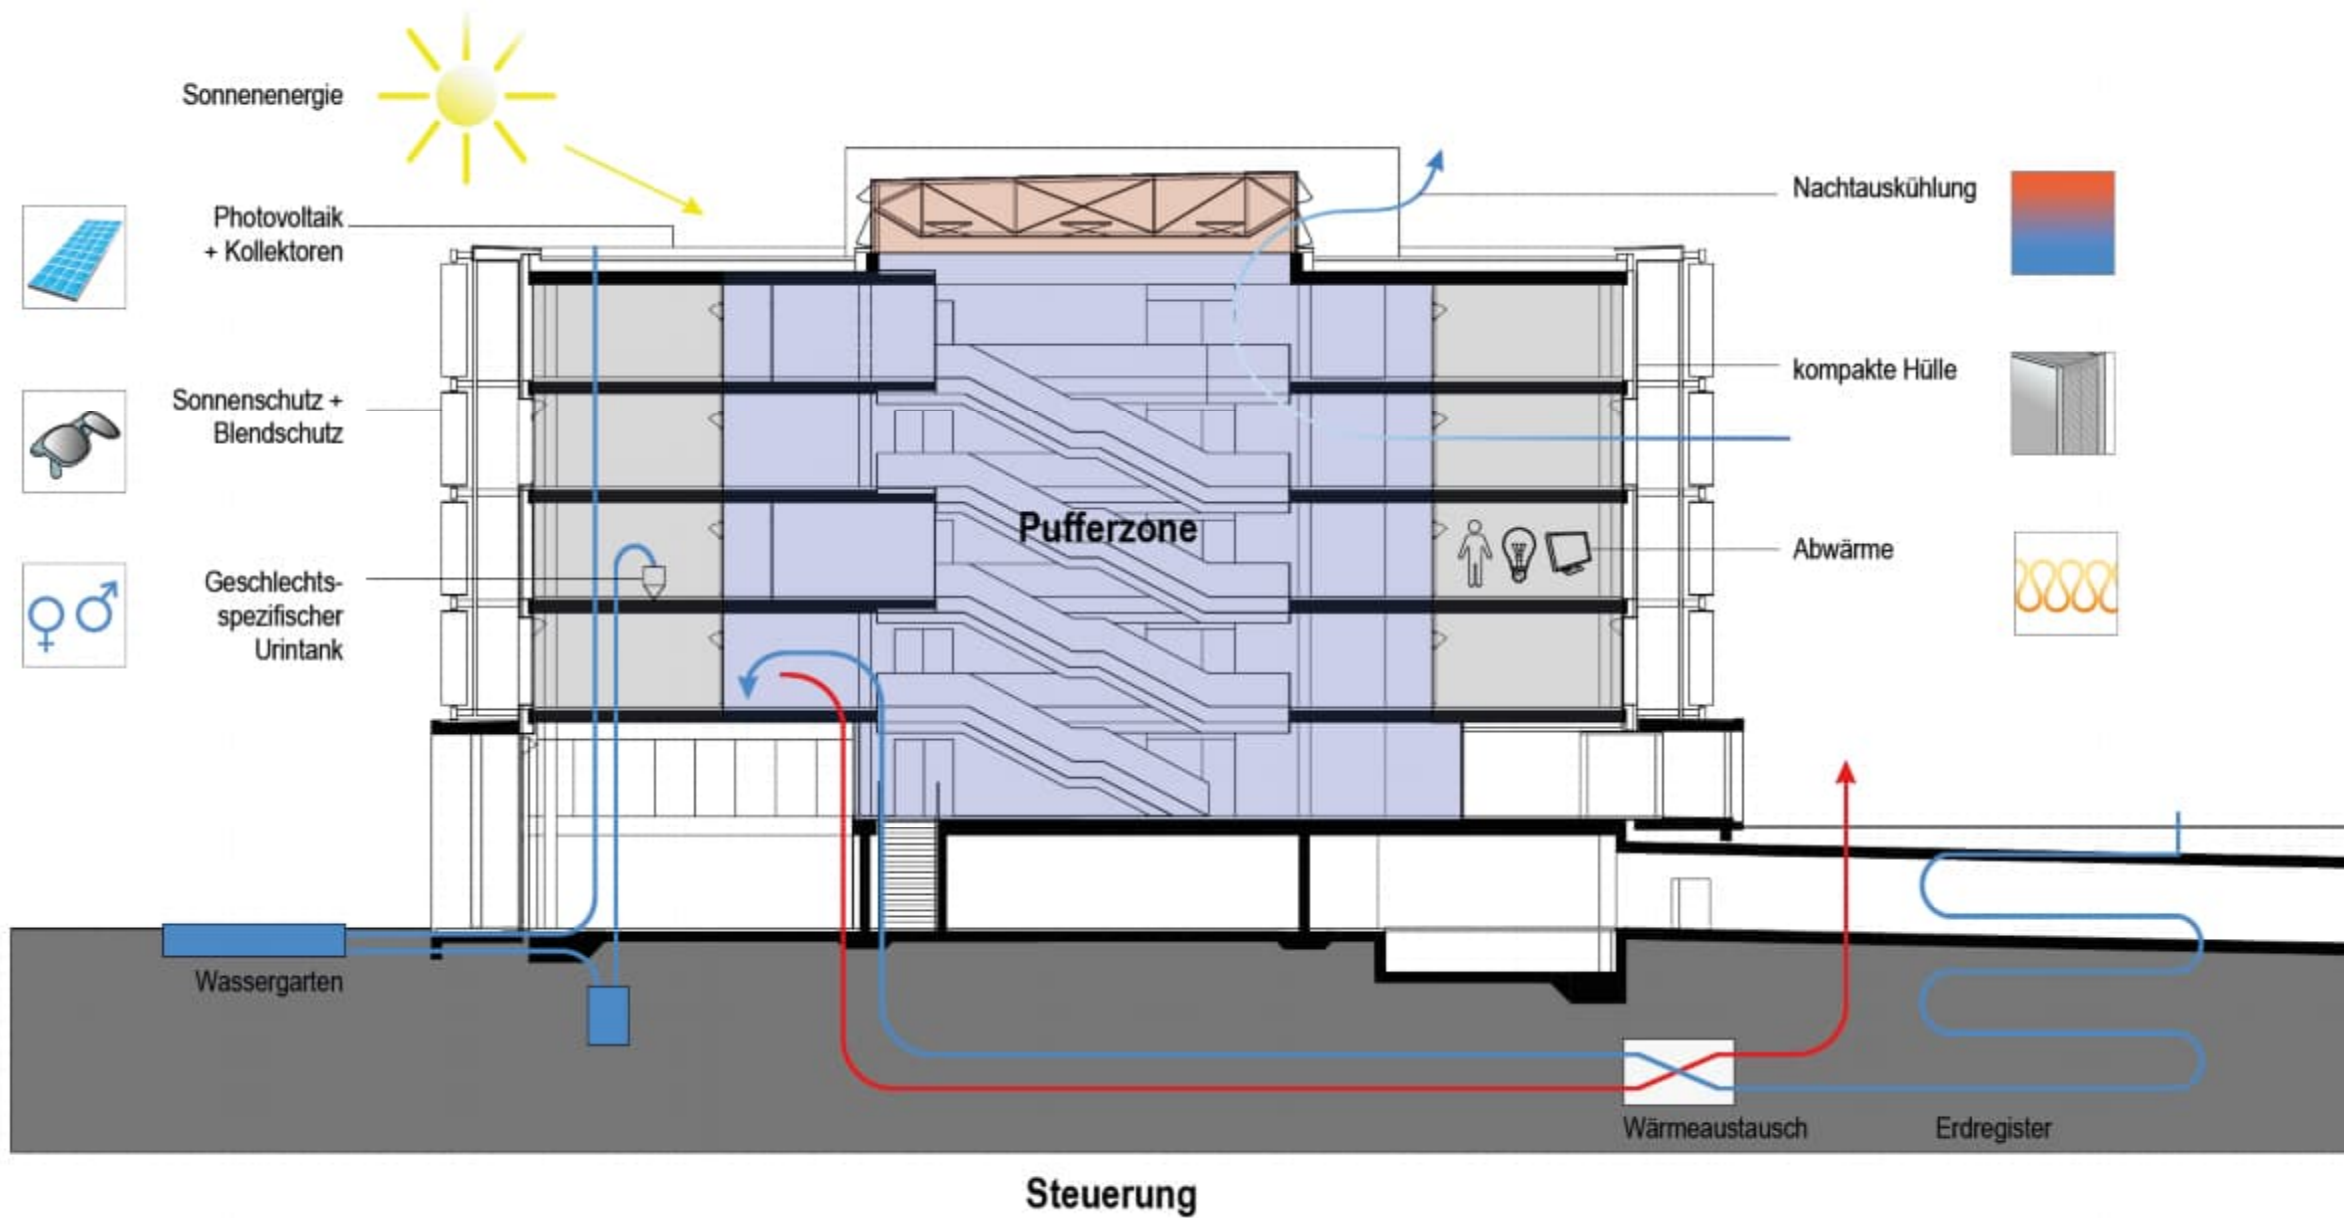 Sonnenenergie
Photovoltaik
+ Kollektoren
Sonnenschutz +
Blendschutz
Geschlechts-
spezifischer
Urintank
Wassergarten
Pufferzone
Nachtauskühlung
kompakte Hülle
Abwärme
Wärmeaustausch
Erdregister
Steuerung